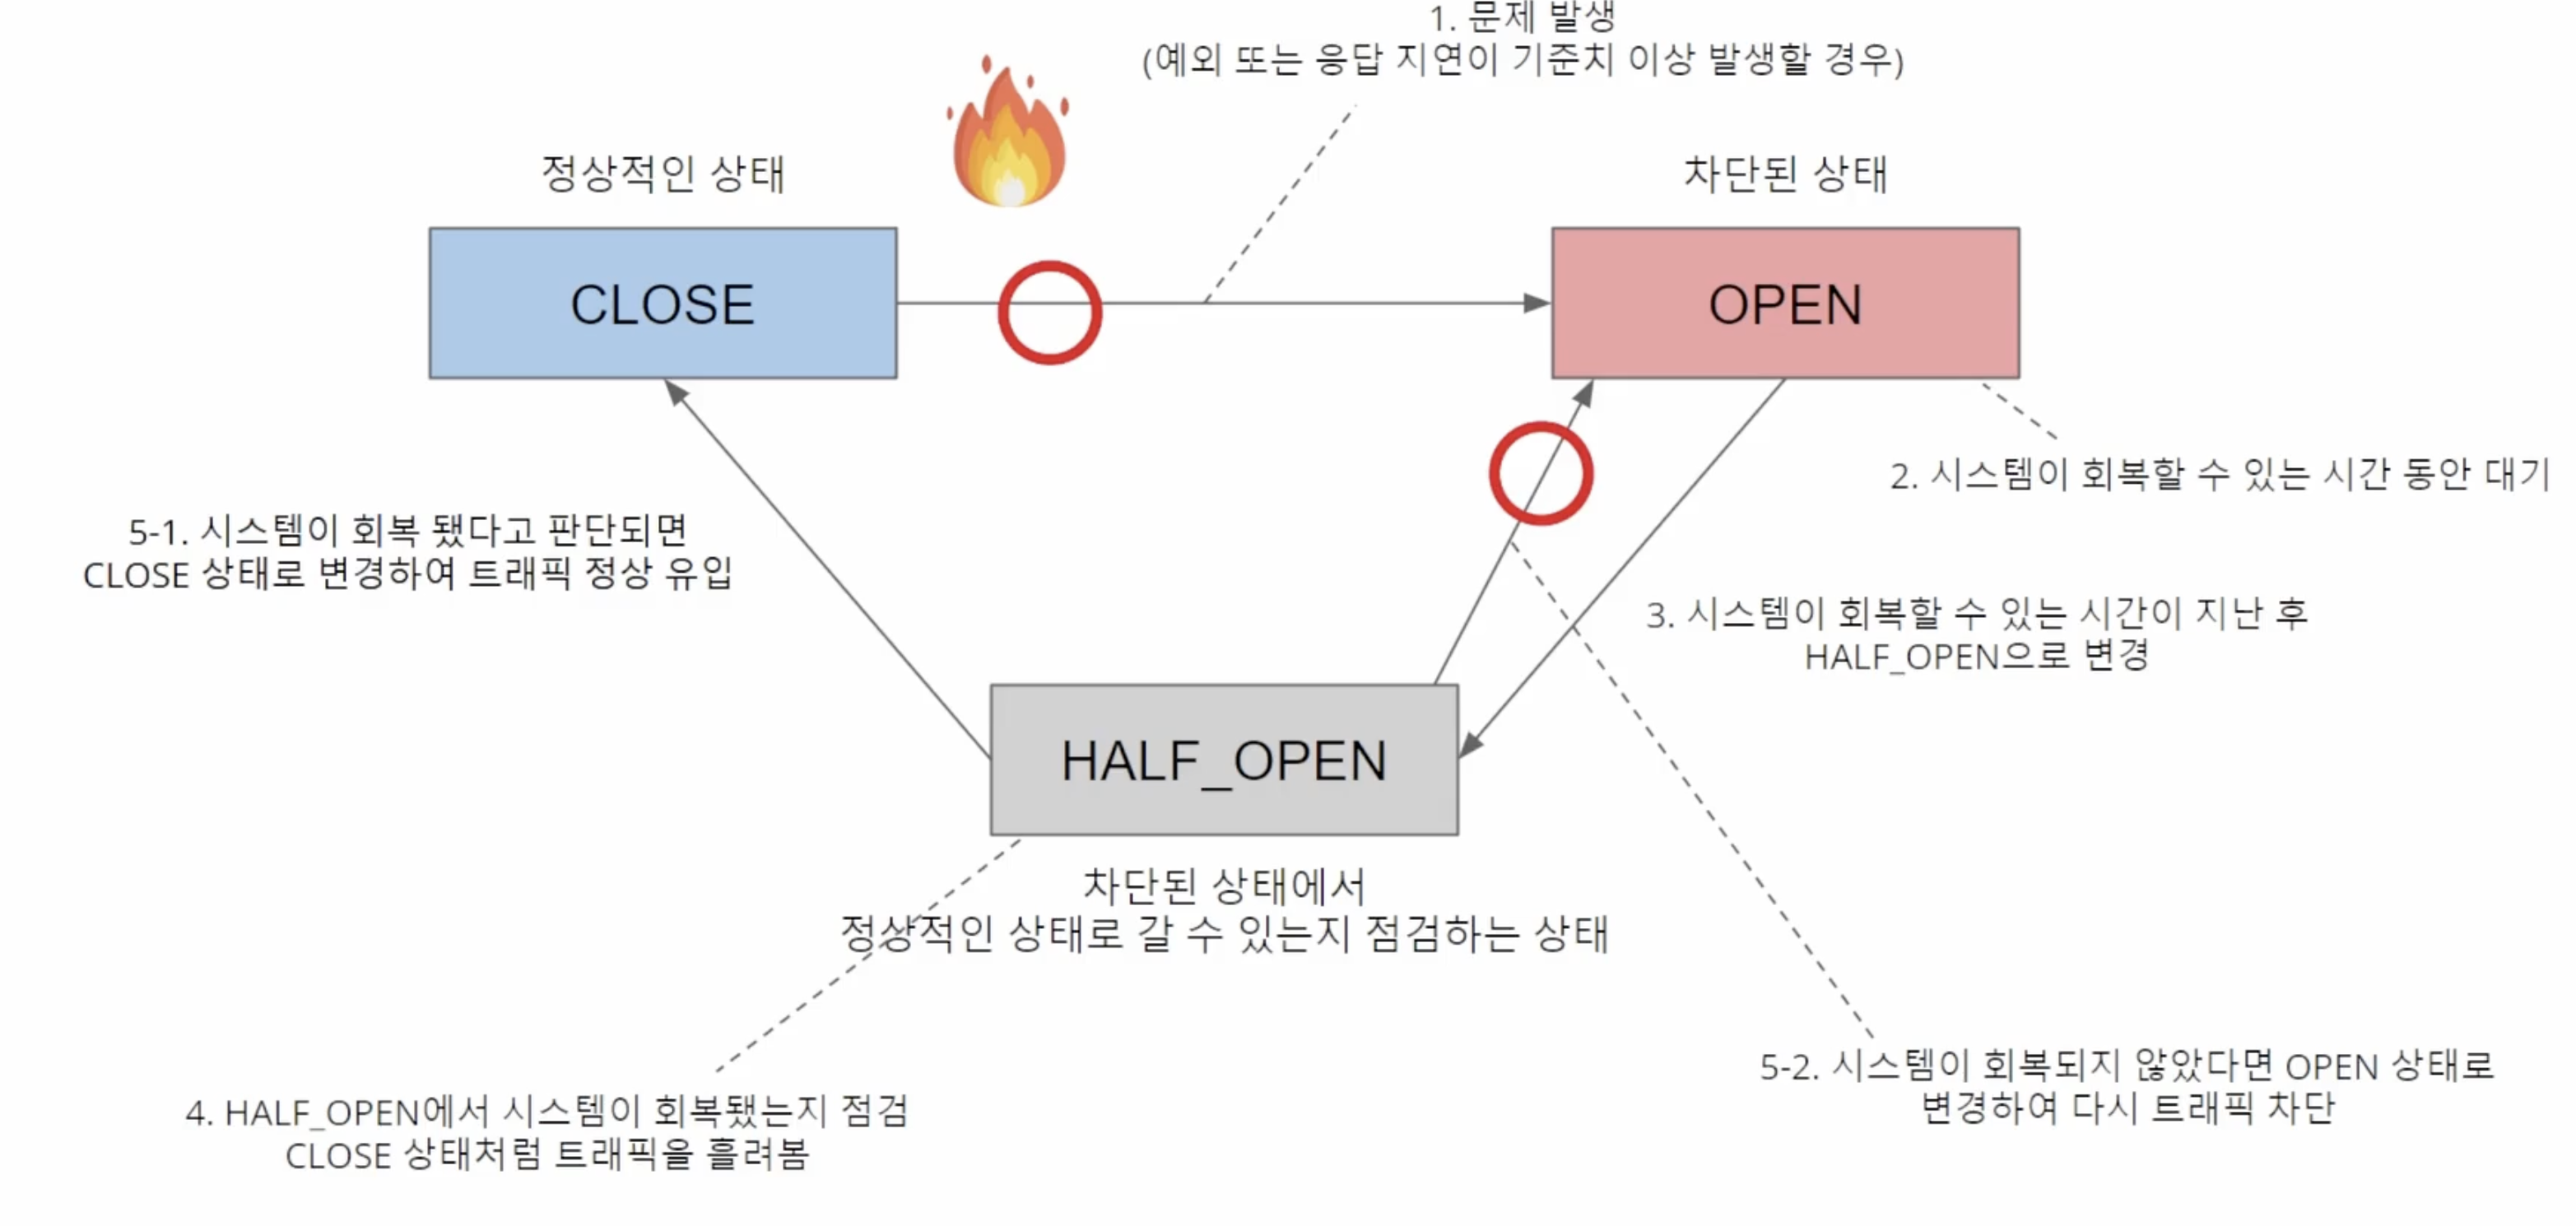 1. 문제 발생
(예외 또는 응답 지연이 기준치 이상 발생할 경우)
정상적인 상태
차단된 상태
CLOSE
OPEN
2. 시스템이 회복할 수 있는 시간 동안 대기
5-1. 시스템이 회복 됐다고 판단되면
CLOSE 상태로 변경하여 트래픽 정상 유입
3. 시스템이 회복할 수 있는 시간이 지난 후
HALF_OPEN으로 변경
HALF_OPEN
차단된 상태에서
정상적인 상태로 갈 수 있는지 점검하는 상태
4. HALF_OPEN에서 시스템이 회복됐는지 점검
CLOSE 상태처럼 트래픽을 흘려봄
5-2. 시스템이 회복되지 않았다면 OPEN 상태로
변경하여 다시 트래픽 차단